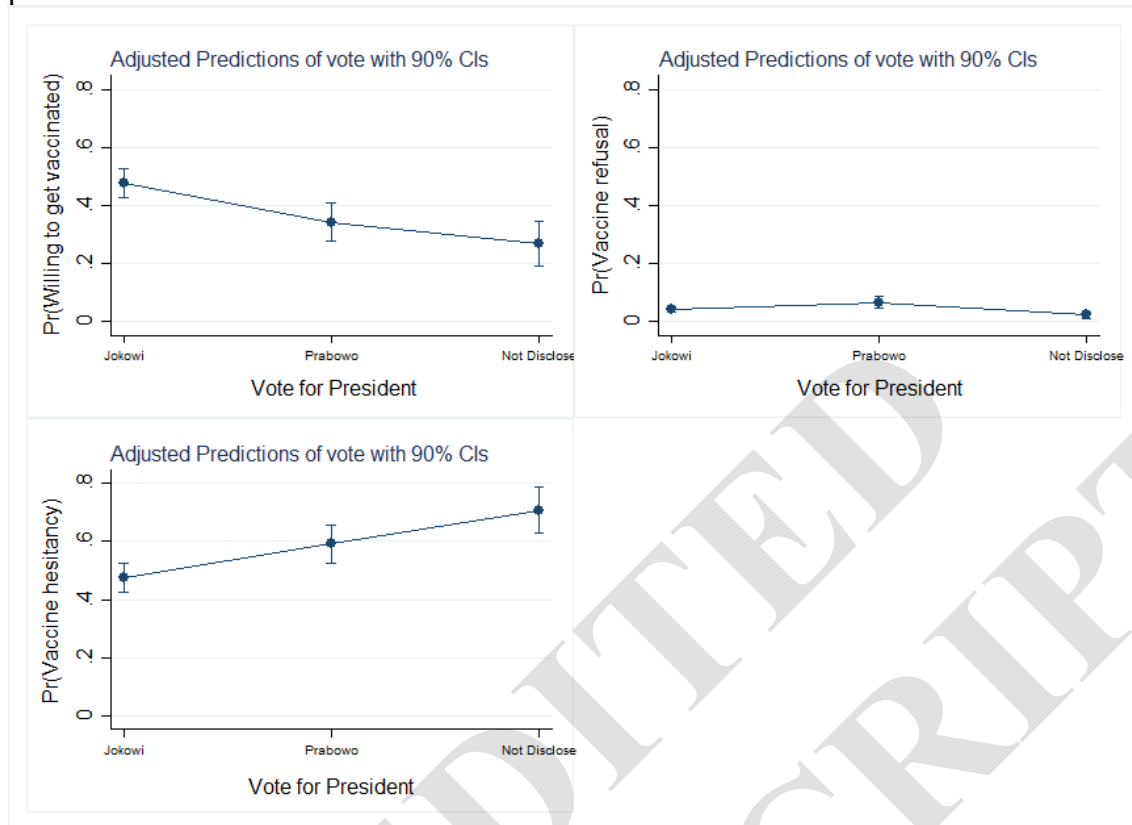 Adjusted Predictions of vote with 90% CIs
Pr(Willing to get vaccinated)
.8
.6
.4
.2
0
Jokowi Prabowo Not Disclose
Vote for President
Adjusted Predictions of vote with 90% CIs
Pr(Vaccine refusal)
.8
.6
.4
.2
0
Jokowi Prabowo Not Disclose
Vote for President
Adjusted Predictions of vote with 90% CIs
Pr(Vaccine hesitancy)
.8
.6
.4
.2
0
Jokowi Prabowo Not Disclose
Vote for President
EDITED
CRIPT